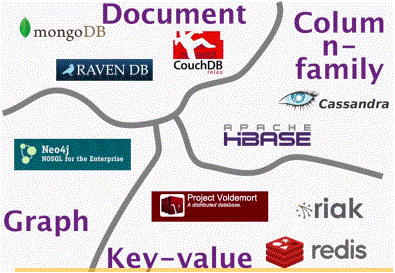 Document
mongoDB
RAVEN DB
CouchDB
relax
Colum
n-
family
Cassandra
APACHE
HBASE
Neo4j
NOSQL for the Enterprise
Project Voldemort
A distributed database.
riak
redis
Graph
Key-value